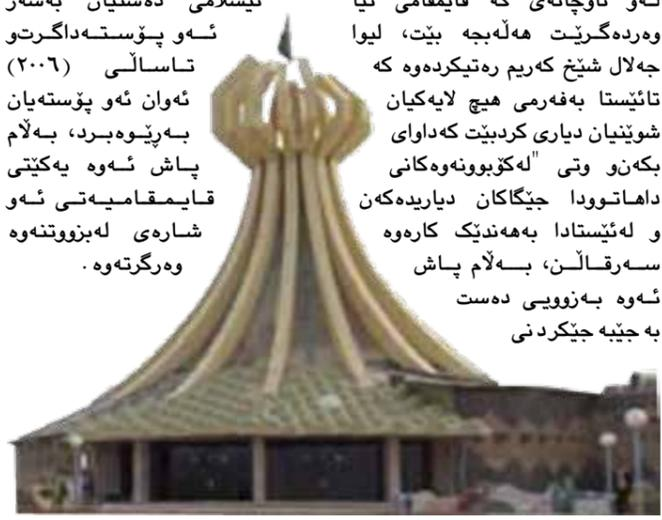 ئەو ناوچانەی کە قایمقامی تیا
وەردەگرێت هەڵەبجە بێت، لیوا
جەلال شێخ کەریم رەتیکردەوە کە
تائێستا بەفەرمی هیچ لایەکیان
شوێنیان دیاری کردبێت کەداوای
بکەن‌و وتی "لەکۆبوونەوەکانی
داهاتوودا جێگاکان دیاریدەکەن
و لەئێستادا بەهەندێک کارەوە
سەرقاڵن، بەڵام پاش
ئەوە بەزوویی دەست
بە جێبە جێکردنی
ئیسلامی دەستیان بەسەر
ئەو پۆستەداگرت‌و
تاساڵی (٢٠٠٦)
ئەوان ئەو پۆستەیان
بەڕێوەبرد، بەڵام
پاش ئەوە یەکێتی
قایمقامیەتی ئەو
شارەی لەبزووتنەوە
وەرگرتەوە.